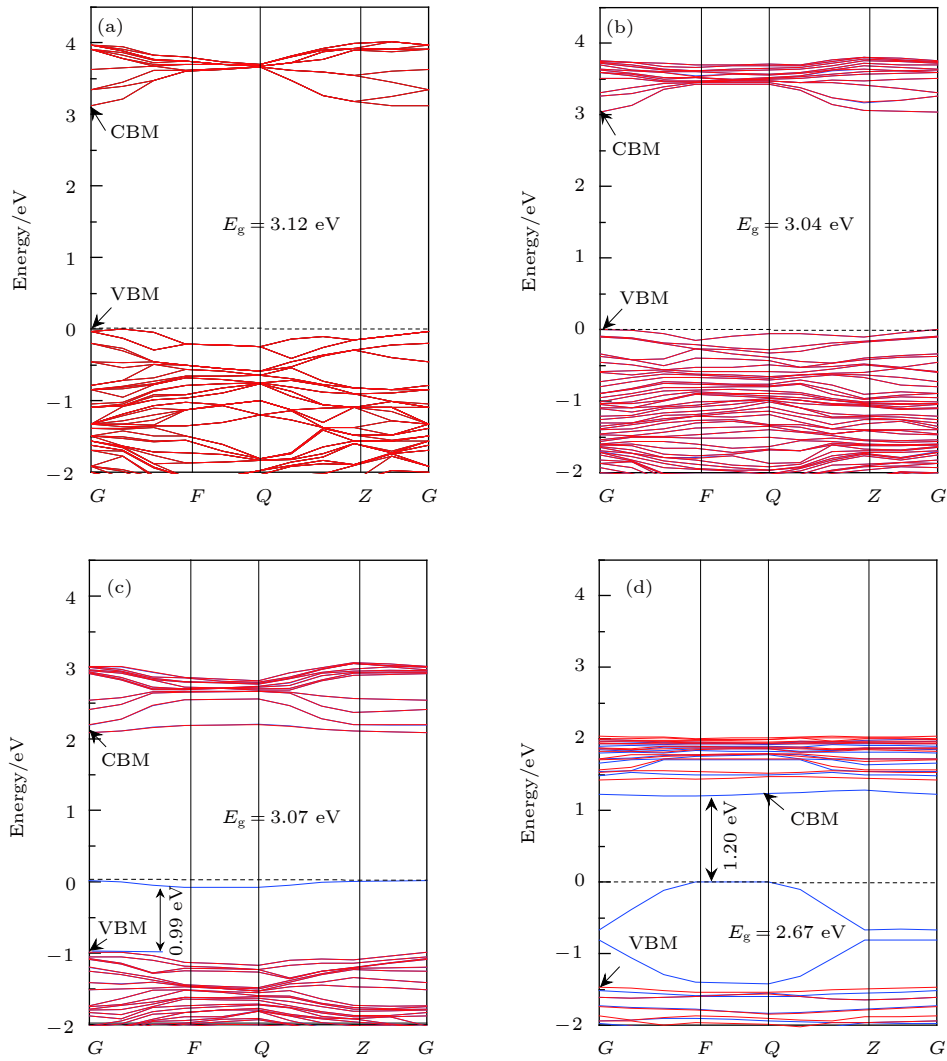 (a)
4
3
2
1
0
−1
−2
Energy/eV
CBM
E_g = 3.12 eV
VBM
G F Q Z G
(b)
4
3
2
1
0
−1
−2
Energy/eV
CBM
E_g = 3.04 eV
VBM
G F Q Z G
(c)
4
3
2
1
0
−1
−2
Energy/eV
CBM
E_g = 3.07 eV
0.99 eV
VBM
G F Q Z G
(d)
4
3
2
1
0
−1
−2
Energy/eV
CBM
1.20 eV
E_g = 2.67 eV
VBM
G F Q Z G